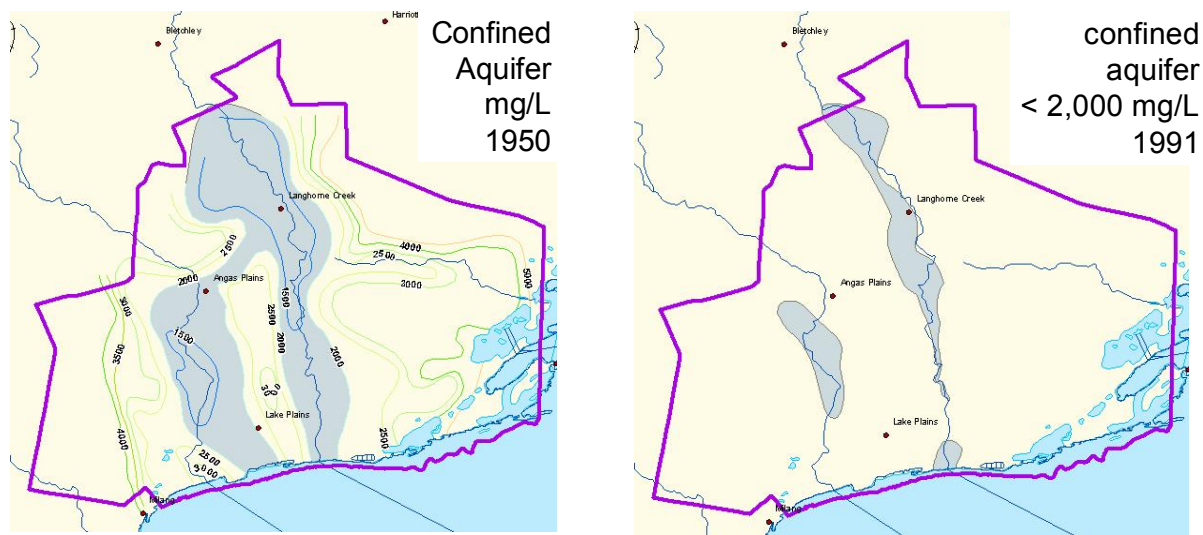 Bletchley
Harriott
Confined
Aquifer
mg/L
1950
Langhorne Creek
4000
2500
5000
2500
2000
Angas Plains
3000
3500
1500
2500
1500
2000
2000
Lake Plains
4000
2500
2500
Milang
Bletchley
confined
aquifer
< 2,000 mg/L
1991
Langhorne Creek
Angas Plains
Lake Plains
Milang